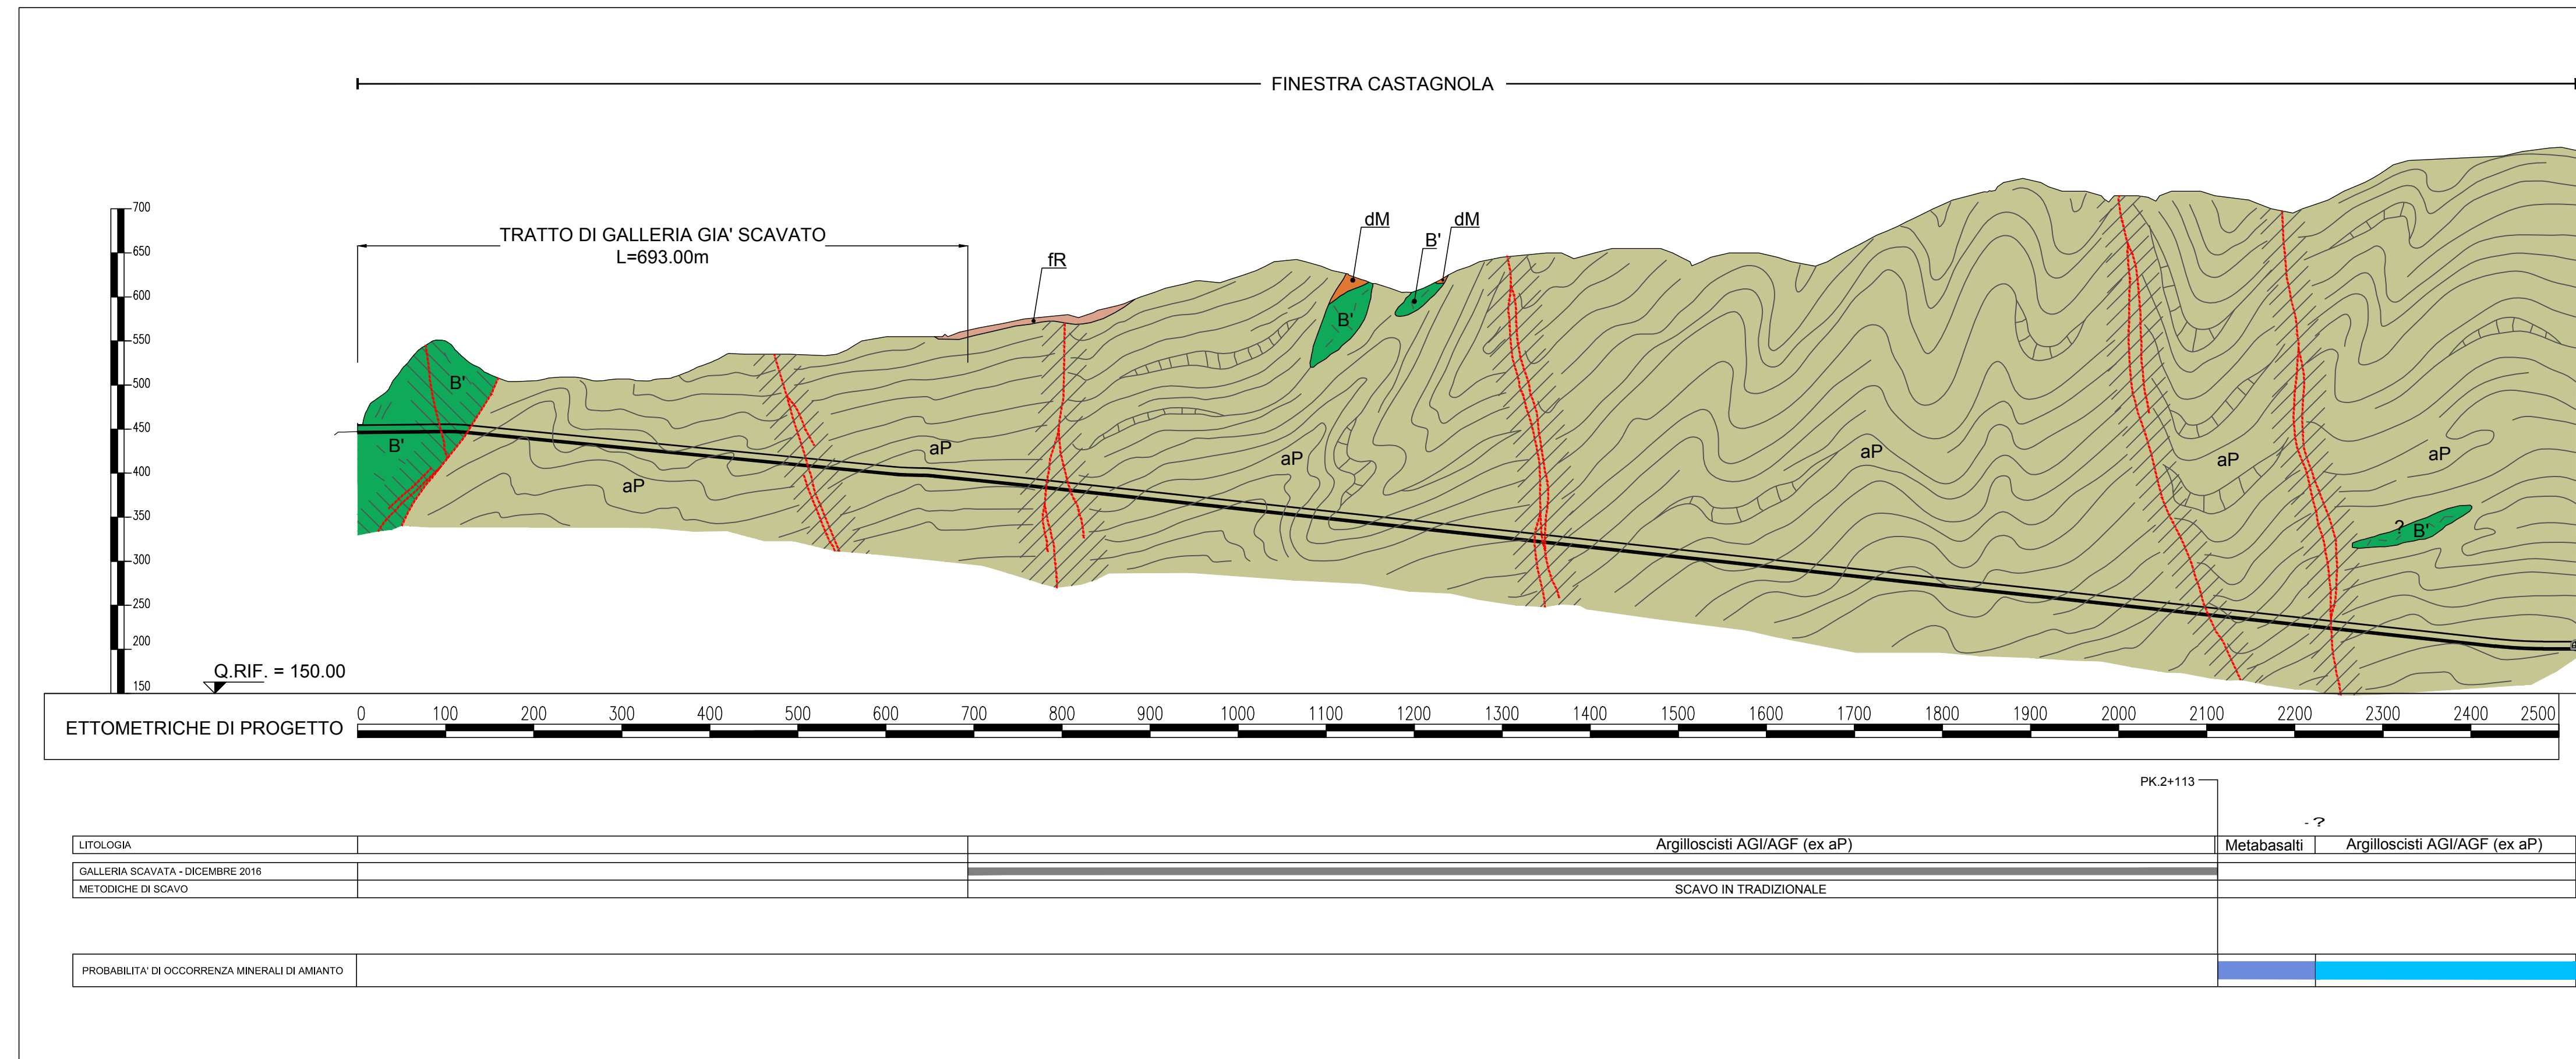 FINESTRA CASTAGNOLA
TRATTO DI GALLERIA GIA' SCAVATO
L=693.00m
fR
dM
B'
dM
B'
B'
B'
aP
aP
aP
aP
aP
aP
? B'
700
650
600
550
500
450
400
350
300
250
200
150
Q.RIF. = 150.00
ETTOMETRICHE DI PROGETTO
0 100 200 300 400 500 600 700 800 900 1000 1100 1200 1300 1400 1500 1600 1700 1800 1900 2000 2100 2200 2300 2400 2500
PK.2+113
- ?
LITOLOGIA Argilloscisti AGI/AGF (ex aP) Metabasalti Argilloscisti AGI/AGF (ex aP)
GALLERIA SCAVATA - DICEMBRE 2016
METODICHE DI SCAVO SCAVO IN TRADIZIONALE
PROBABILITA' DI OCCORRENZA MINERALI DI AMIANTO